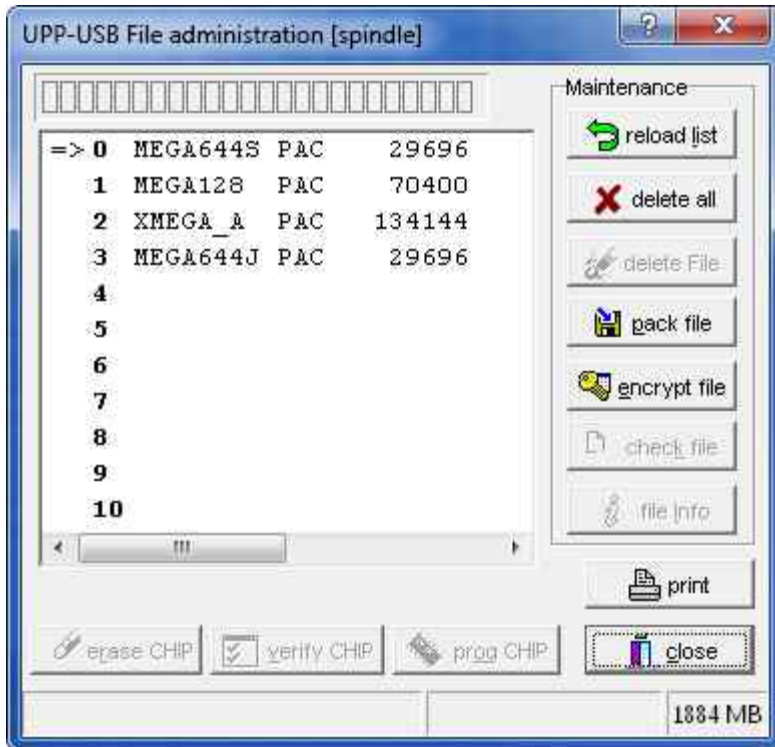 UPP-USB File administration [spindle]
Maintenance
=> 0 MEGA644S PAC 29696
1 MEGA128 PAC 70400
2 XMEGA_A PAC 134144
3 MEGA644J PAC 29696
4
5
6
7
8
9
10
reload list
delete all
delete File
pack file
encrypt file
check file
file Info
print
erase CHIP
verify CHIP
prog CHIP
close
1884 MB